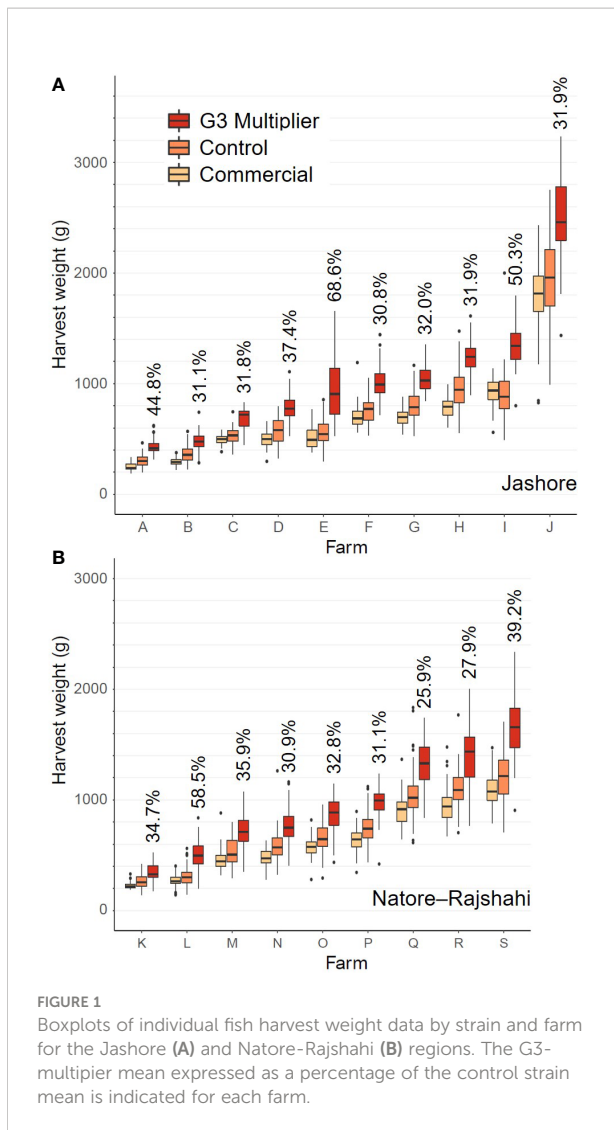 A
G3 Multiplier
Control
Commercial
Harvest weight (g)
3000
2000
1000
0
44.8%
31.1%
31.8%
37.4%
68.6%
30.8%
32.0%
31.9%
50.3%
31.9%
Jashore
A B C D E F G H I J
Farm
B
Harvest weight (g)
3000
2000
1000
0
34.7%
58.5%
35.9%
30.9%
32.8%
31.1%
25.9%
27.9%
39.2%
Natore–Rajshahi
K L M N O P Q R S
Farm
FIGURE 1
Boxplots of individual fish harvest weight data by strain and farm
for the Jashore (A) and Natore-Rajshahi (B) regions. The G3-
multipier mean expressed as a percentage of the control strain
mean is indicated for each farm.